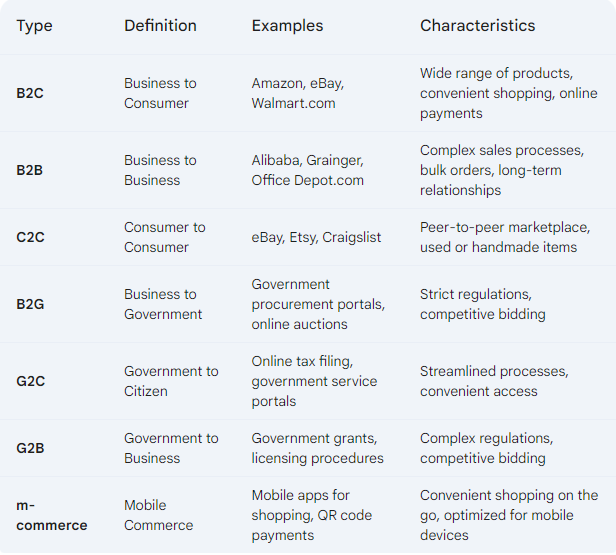 Type Definition Examples Characteristics
B2C
Business to
Consumer
Amazon, eBay,
Walmart.com
Wide range of products,
convenient shopping, online
payments
B2B
Business to
Business
Alibaba, Grainger,
Office Depot.com
Complex sales processes,
bulk orders, long-term
relationships
C2C
Consumer to
Consumer
eBay, Etsy, Craigslist
Peer-to-peer marketplace,
used or handmade items
B2G
Business to
Government
Government
procurement portals,
online auctions
Strict regulations,
competitive bidding
G2C
Government to
Citizen
Online tax filing,
government service
portals
Streamlined processes,
convenient access
G2B
Government to
Business
Government grants,
licensing procedures
Complex regulations,
competitive bidding
m-
commerce
Mobile
Commerce
Mobile apps for
shopping, QR code
payments
Convenient shopping on the
go, optimized for mobile
devices